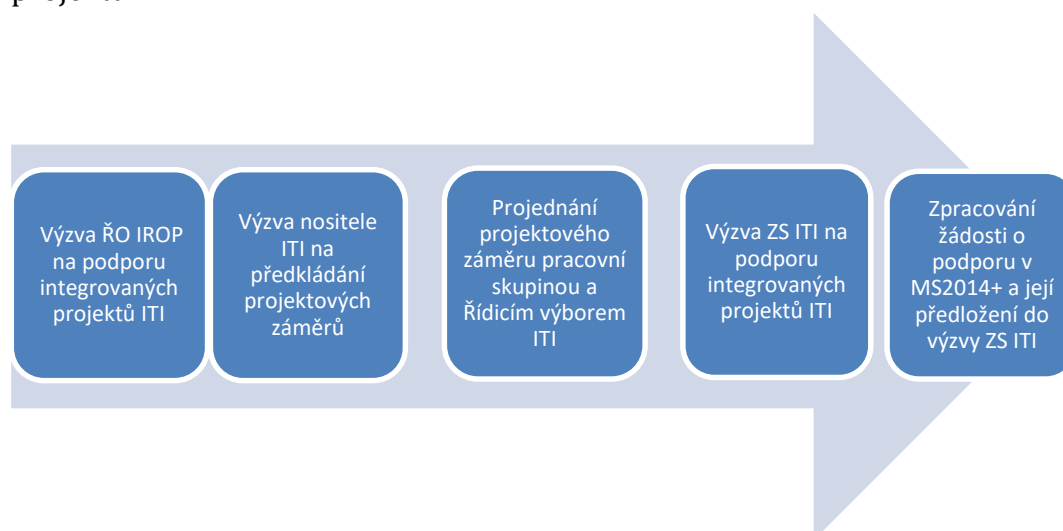 Výzva ŘO IROP
na podporu
integrovaných
projektů ITI
Výzva nositele
ITI na
předkládání
projektových
záměrů
Projednání
projektového
záměru pracovní
skupinou a
Řídicím výborem
ITI
Výzva ZS ITI na
podporu
integrovaných
projektů ITI
Zpracování
žádosti o
podporu v
MS2014+ a její
předložení do
výzvy ZS ITI